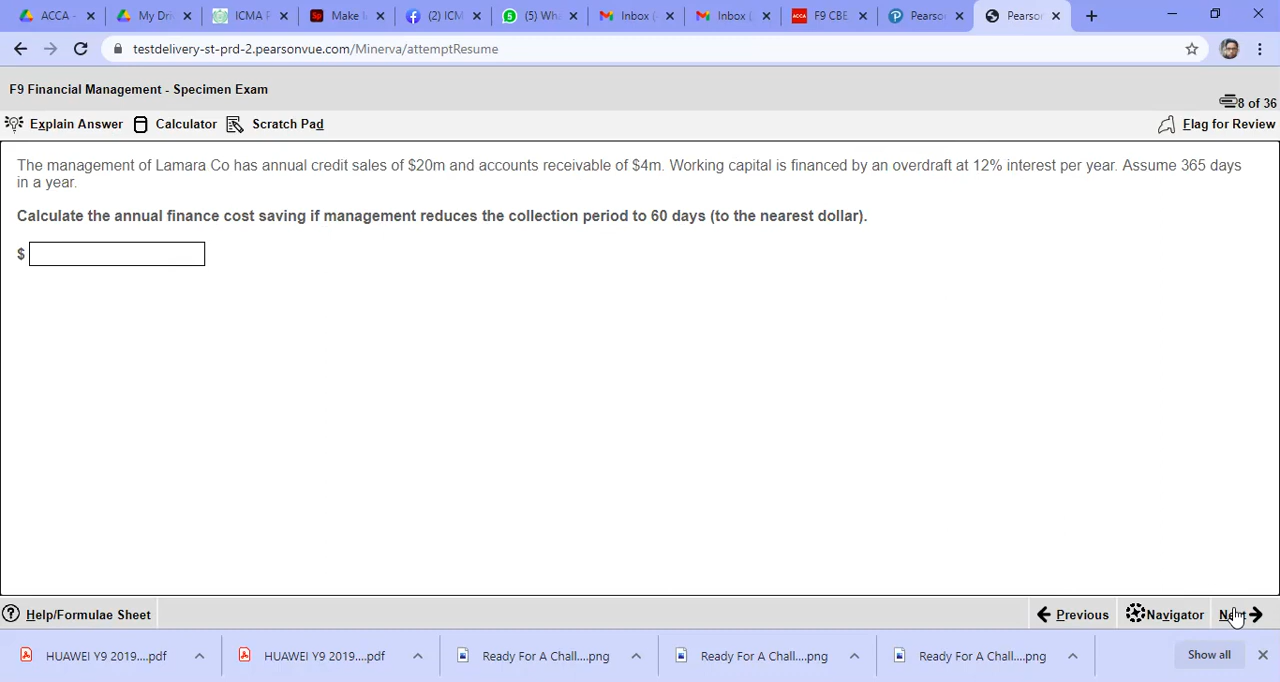 ACCA -
My Dri
ICMA P
Make I
(2) ICM
(5) Wha
Inbox (
Inbox (
F9 CBE
Pearso
Pearso
testdelivery-st-prd-2.pearsonvue.com/Minerva/attemptResume
F9 Financial Management - Specimen Exam
8 of 36
Explain Answer Calculator Scratch Pad Flag for Review
The management of Lamara Co has annual credit sales of $20m and accounts receivable of $4m. Working capital is financed by an overdraft at 12% interest per year. Assume 365 days
in a year.
Calculate the annual finance cost saving if management reduces the collection period to 60 days (to the nearest dollar).
$
Help/Formulae Sheet Previous Navigator Next
HUAWEI Y9 2019....pdf HUAWEI Y9 2019....pdf Ready For A Chall....png Ready For A Chall....png Ready For A Chall....png Show all